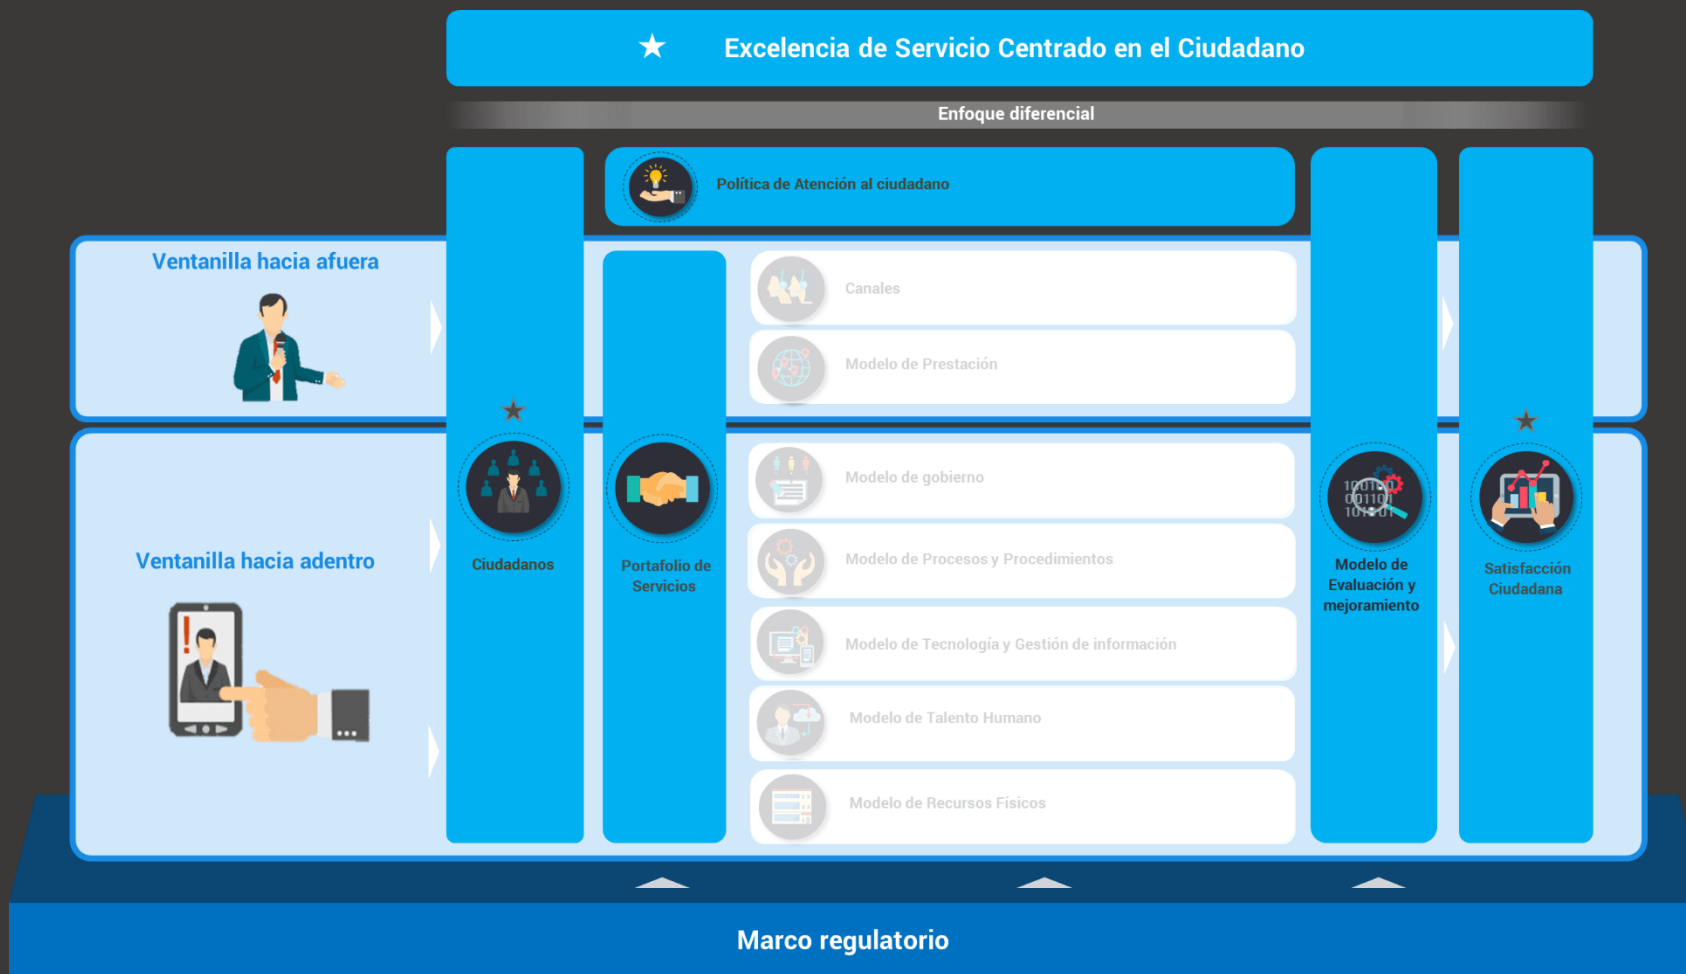 Excelencia de Servicio Centrado en el Ciudadano
Enfoque diferencial
Política de Atención al ciudadano
Ventanilla hacia afuera
Canales
Modelo de Prestación
Ventanilla hacia adentro
Ciudadanos
Portafolio de
Servicios
Modelo de gobierno
Modelo de Procesos y Procedimientos
Modelo de Tecnología y Gestión de información
Modelo de Talento Humano
Modelo de Recursos Físicos
100100
001101
101101
Modelo de
Evaluación y
mejoramiento
Satisfacción
Ciudadana
Marco regulatorio